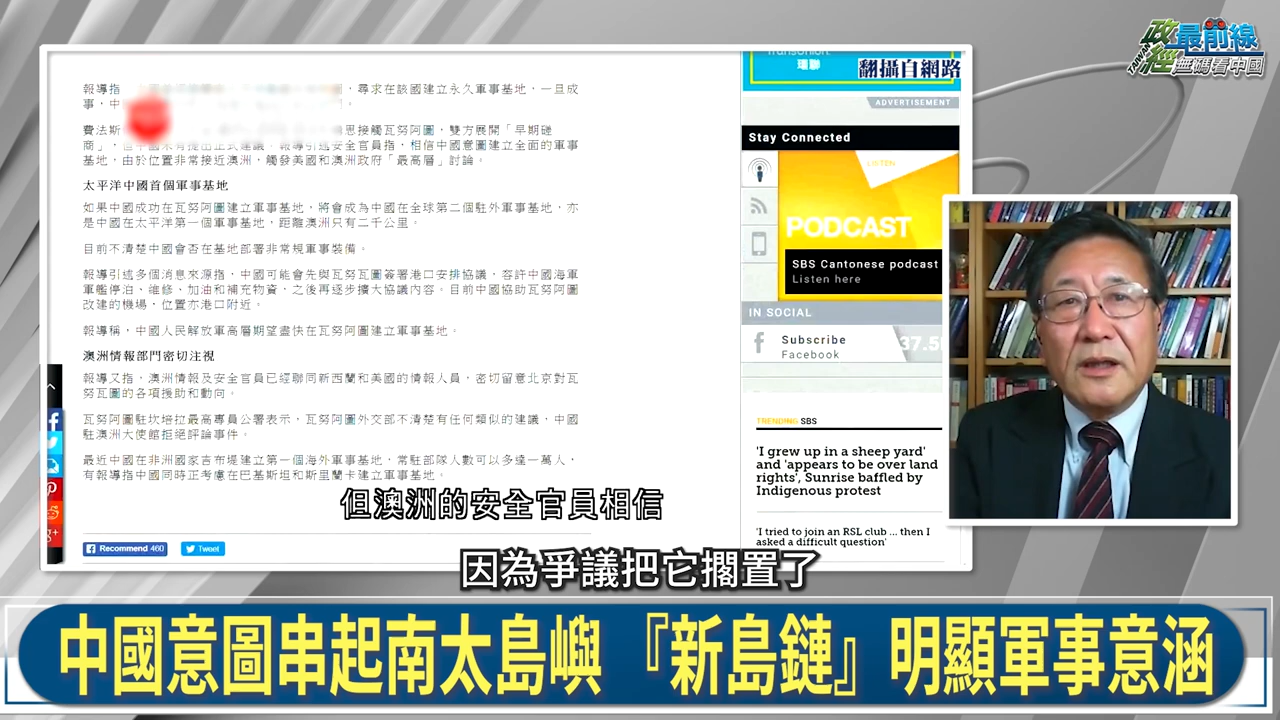 政經最前線
無碼看中國
報導指 尋求在該國建立永久軍事基地,一旦成
事,中
TransUnion.
環聯
翻攝自網路
費法斯 思接觸瓦努阿圖,雙方展開「早期磋
商」,但中國未有提出正式建議。報導引述安全官員指,相信中國意圖建立全面的軍事
基地,由於位置非常接近澳洲,觸發美國和澳洲政府「最高層」討論。
太平洋中國首個軍事基地
如果中國成功在瓦努阿圖建立軍事基地,將會成為中國在全球第二個駐外軍事基地,亦
是中國在太平洋第一個軍事基地,距離澳洲只有二千公里。
目前不清楚中國會否在基地部署非常規軍事裝備。
報導引述多個消息來源指,中國可能會先與瓦努瓦圖簽署港口安排協議,容許中國海軍
軍艦停泊、維修、加油和補充物資,之後再逐步擴大協議內容。目前中國協助瓦努阿圖
改建的機場,位置亦港口附近。
報導稱,中國人民解放軍高層期望盡快在瓦努阿圖建立軍事基地。
澳洲情報部門密切注視
報導又指,澳洲情報及安全官員已經聯同新西蘭和美國的情報人員,密切留意北京對瓦
努瓦圖的各項援助和動向。
瓦努阿圖駐坎培拉最高專員公署表示,瓦努阿圖外交部不清楚有任何類似的建議,中國
駐澳洲大使館拒絕評論事件。
最近中國在非洲國家吉布堤建立第一個海外軍事基地,常駐部隊人數可以多達一萬人,
有報導指中國同時正考慮在巴基斯坦和斯里蘭卡建立軍事基地。
Recommend 460
Tweet
ADVERTISEMENT
Stay Connected
LISTEN
PODCAST
SBS Cantonese podcast
Listen here
IN SOCIAL
Subscribe
Facebook
37.5
TRENDING SBS
'I grew up in a sheep yard'
and 'appears to be over land
rights', Sunrise baffled by
Indigenous protest
'I tried to join an RSL club ... then I
asked a difficult question'
但澳洲的安全官員相信
因為爭議把它擱置了
中國意圖串起南太島嶼『新島鏈』明顯軍事意涵